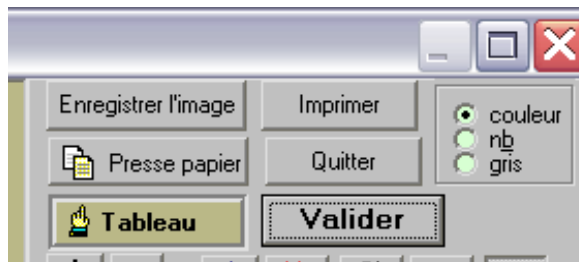 Enregistrer l'image
Imprimer
couleur
nb
gris
Presse papier
Quitter
Tableau
Valider